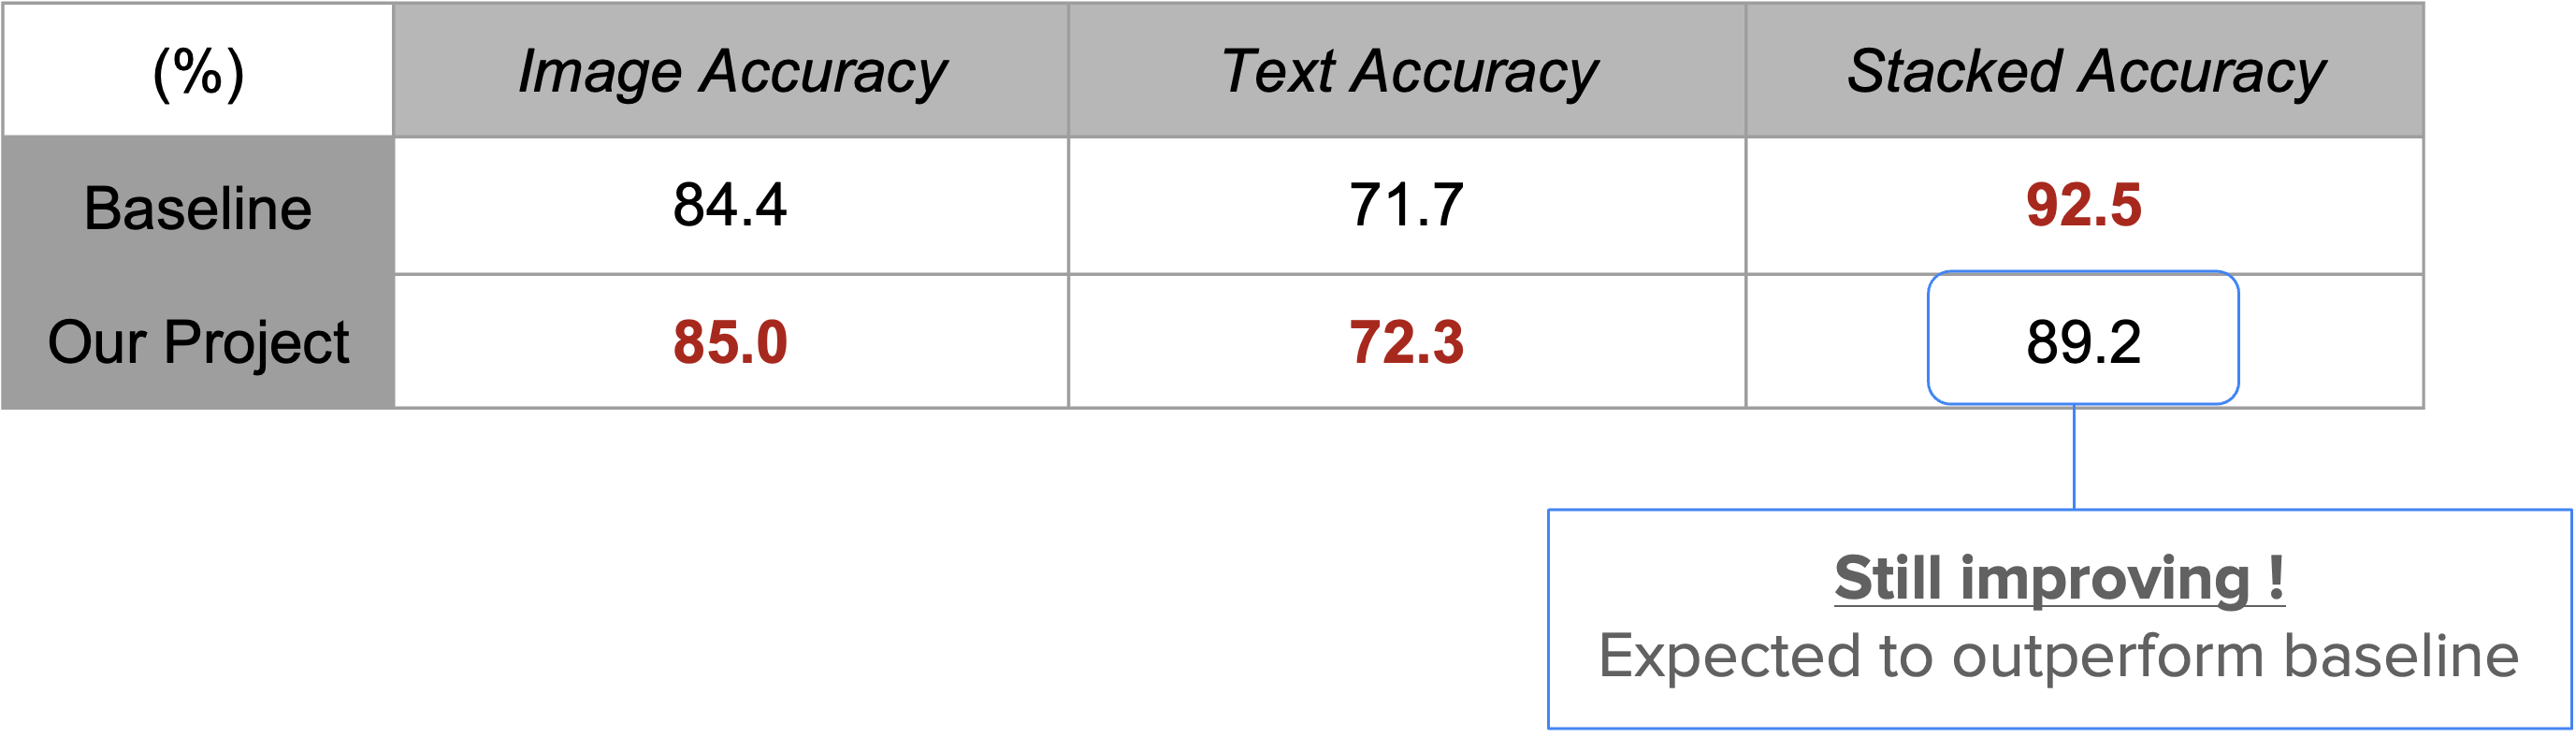 (%) Image Accuracy Text Accuracy Stacked Accuracy
Baseline 84.4 71.7 92.5
Our Project 85.0 72.3 89.2
Still improving !
Expected to outperform baseline